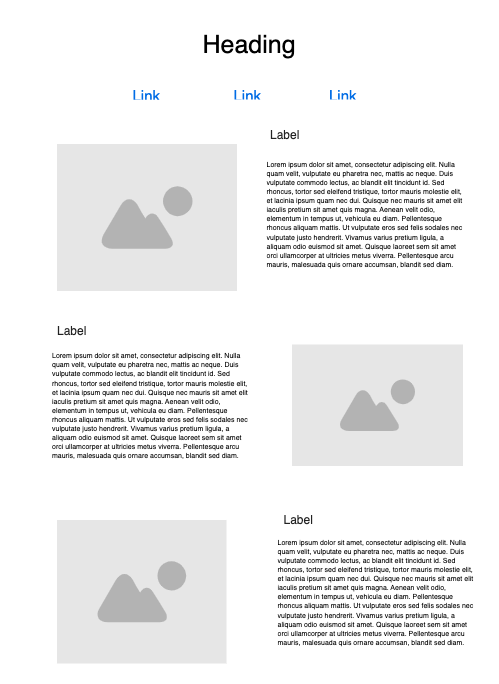 Heading
Link Link Link
Label
Lorem ipsum dolor sit amet, consectetur adipiscing elit. Nulla
quam velit, vulputate eu pharetra nec, mattis ac neque. Duis
vulputate commodo lectus, ac blandit elit tincidunt id. Sed
rhoncus, tortor sed eleifend tristique, tortor mauris molestie elit,
et lacinia ipsum quam nec dui. Quisque nec mauris sit amet elit
iaculis pretium sit amet quis magna. Aenean velit odio,
elementum in tempus ut, vehicula eu diam. Pellentesque
rhoncus aliquam mattis. Ut vulputate eros sed felis sodales nec
vulputate justo hendrerit. Vivamus varius pretium ligula, a
aliquam odio euismod sit amet. Quisque laoreet sem sit amet
orci ullamcorper at ultricies metus viverra. Pellentesque arcu
mauris, malesuada quis ornare accumsan, blandit sed diam.
Label
Lorem ipsum dolor sit amet, consectetur adipiscing elit. Nulla
quam velit, vulputate eu pharetra nec, mattis ac neque. Duis
vulputate commodo lectus, ac blandit elit tincidunt id. Sed
rhoncus, tortor sed eleifend tristique, tortor mauris molestie elit,
et lacinia ipsum quam nec dui. Quisque nec mauris sit amet elit
iaculis pretium sit amet quis magna. Aenean velit odio,
elementum in tempus ut, vehicula eu diam. Pellentesque
rhoncus aliquam mattis. Ut vulputate eros sed felis sodales nec
vulputate justo hendrerit. Vivamus varius pretium ligula, a
aliquam odio euismod sit amet. Quisque laoreet sem sit amet
orci ullamcorper at ultricies metus viverra. Pellentesque arcu
mauris, malesuada quis ornare accumsan, blandit sed diam.
Label
Lorem ipsum dolor sit amet, consectetur adipiscing elit. Nulla
quam velit, vulputate eu pharetra nec, mattis ac neque. Duis
vulputate commodo lectus, ac blandit elit tincidunt id. Sed
rhoncus, tortor sed eleifend tristique, tortor mauris molestie elit,
et lacinia ipsum quam nec dui. Quisque nec mauris sit amet elit
iaculis pretium sit amet quis magna. Aenean velit odio,
elementum in tempus ut, vehicula eu diam. Pellentesque
rhoncus aliquam mattis. Ut vulputate eros sed felis sodales nec
vulputate justo hendrerit. Vivamus varius pretium ligula, a
aliquam odio euismod sit amet. Quisque laoreet sem sit amet
orci ullamcorper at ultricies metus viverra. Pellentesque arcu
mauris, malesuada quis ornare accumsan, blandit sed diam.